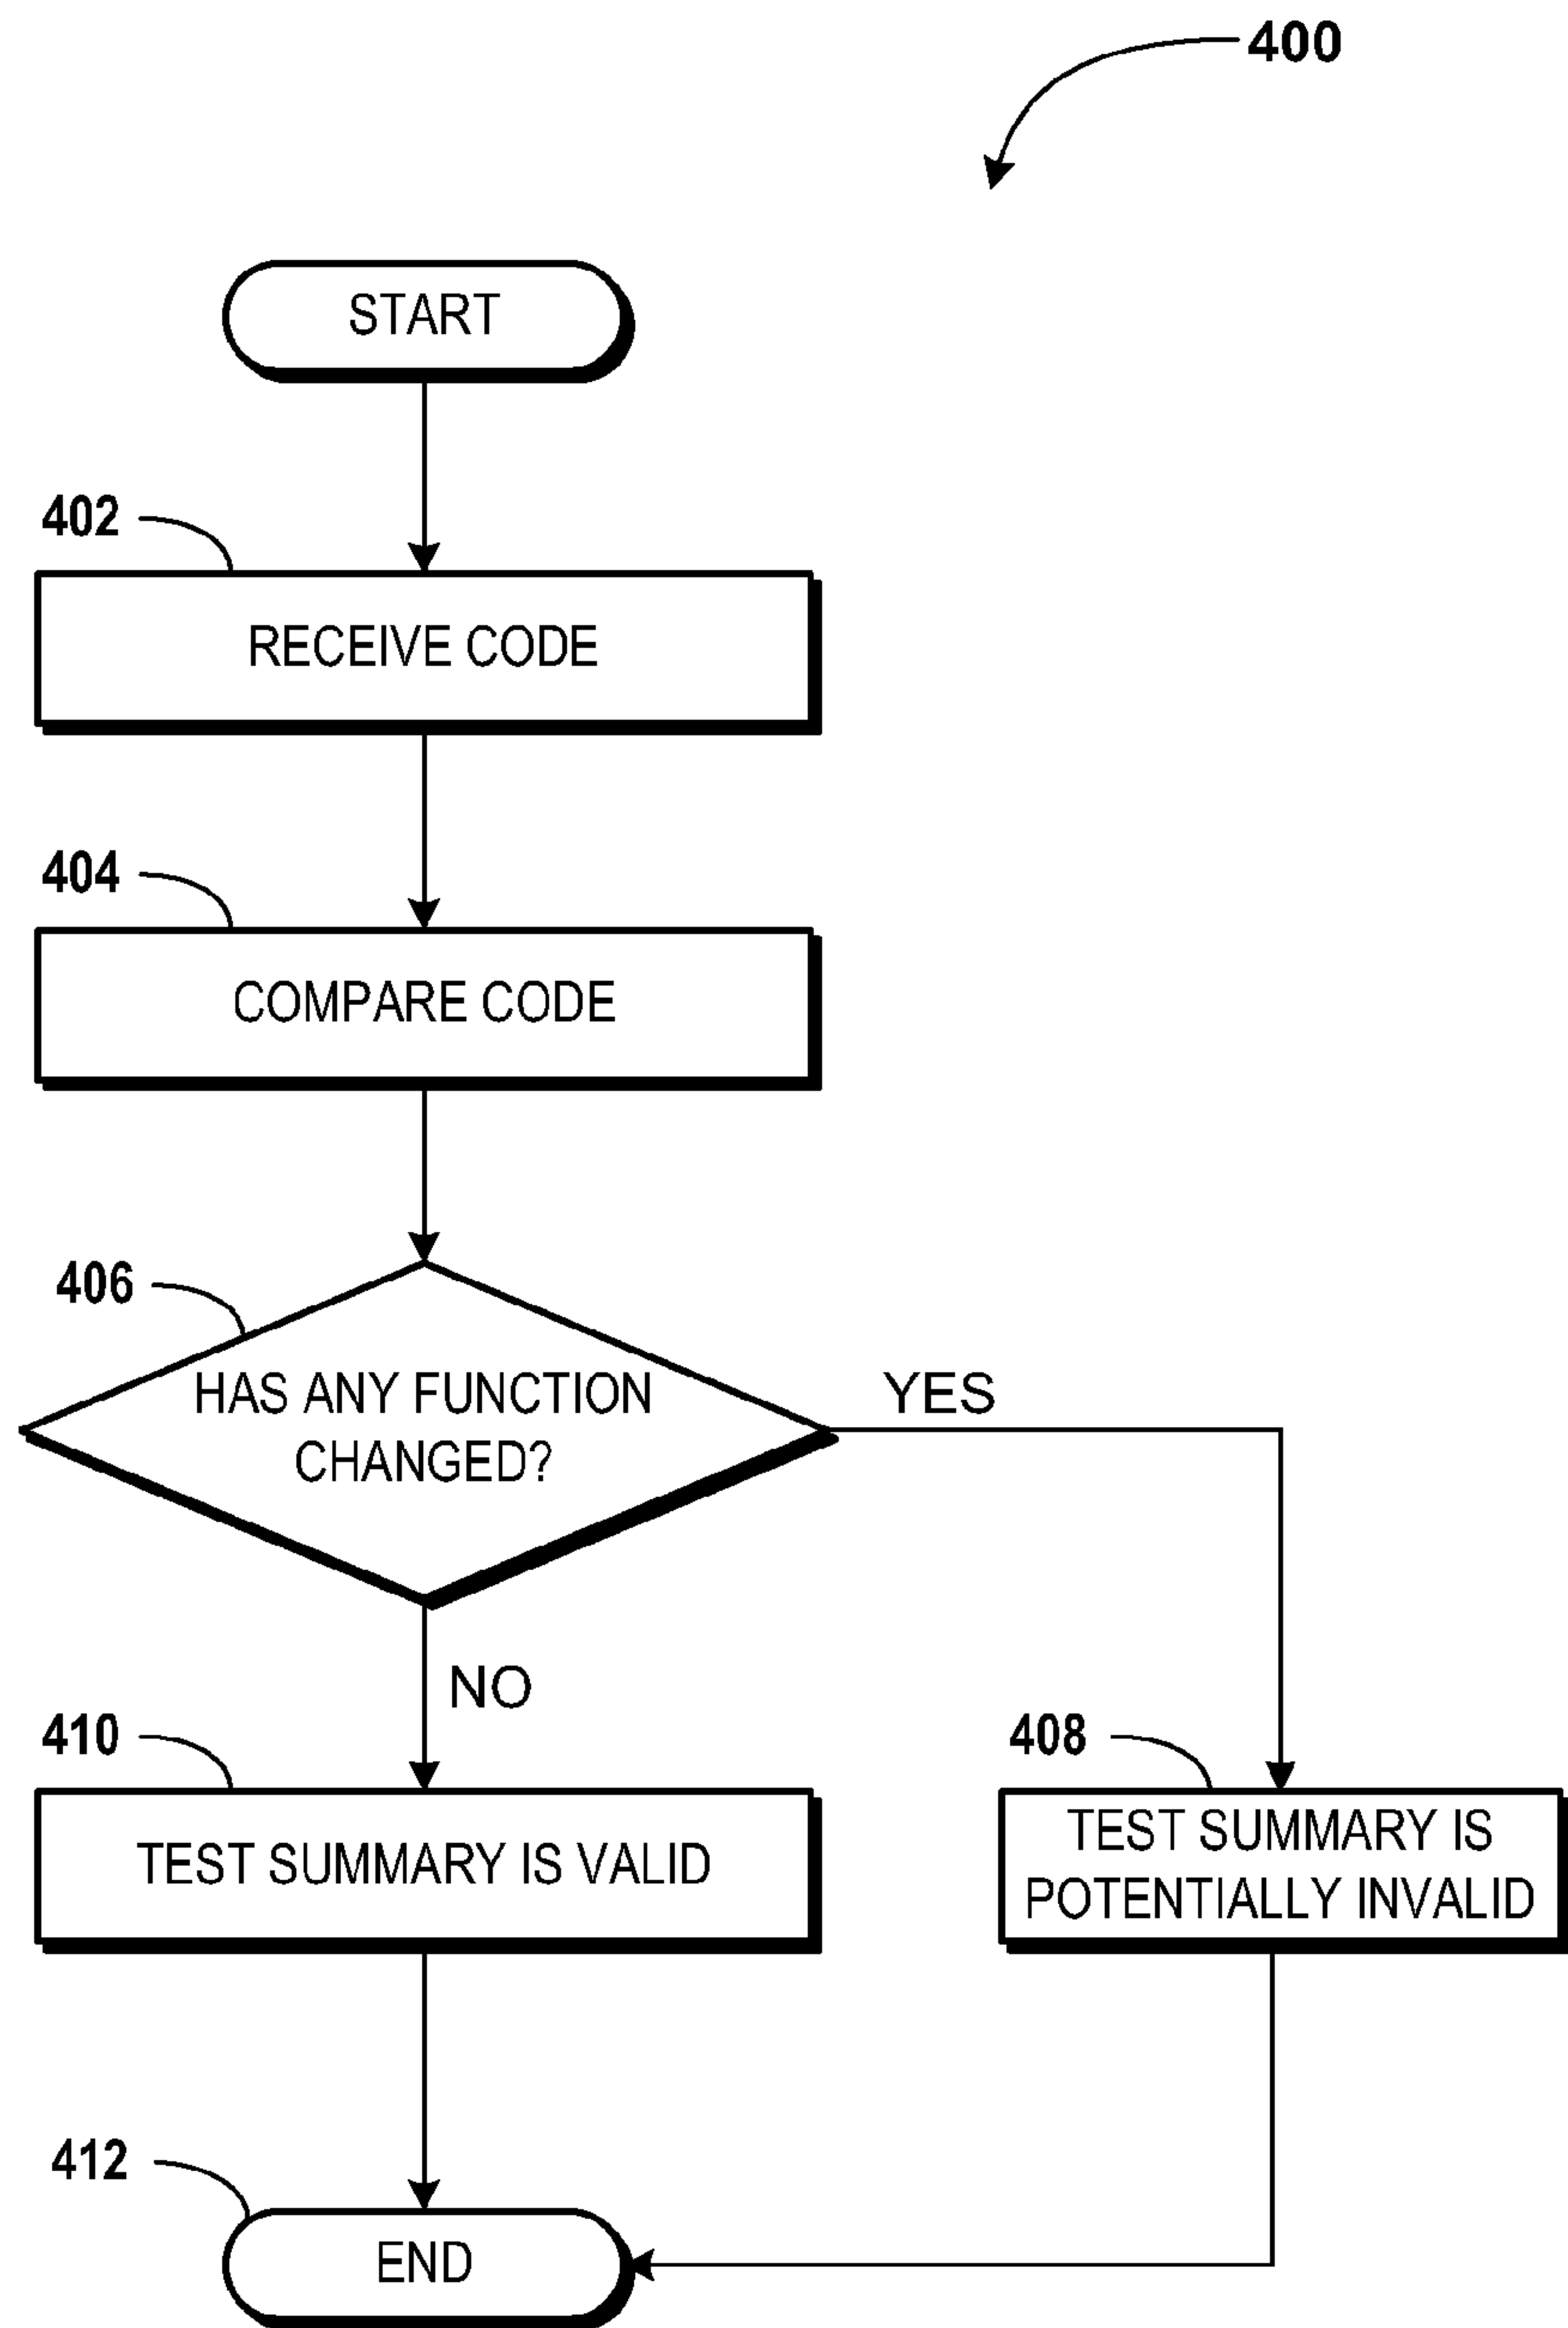 400
START
402
RECEIVE CODE
404
COMPARE CODE
406
HAS ANY FUNCTION
CHANGED?
YES
NO
410
TEST SUMMARY IS VALID
408
TEST SUMMARY IS
POTENTIALLY INVALID
412
END